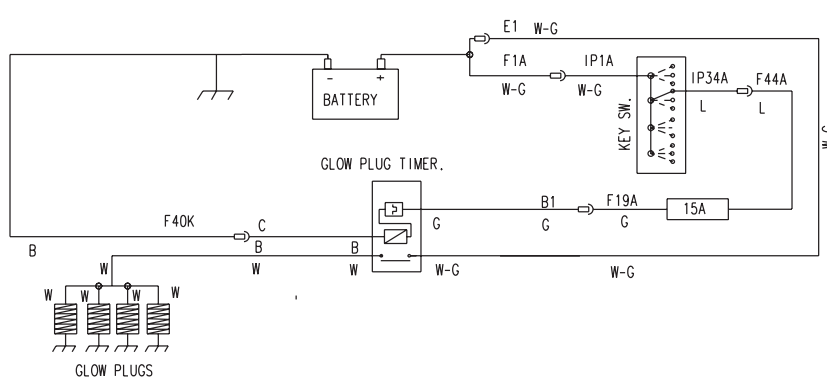 E1 W-G
F1A IP1A
W-G W-G
IP34A F44A
L L
- +
BATTERY
KEY SW.
GLOW PLUG TIMER.
B1 F19A
15A
G G G
F40K C
B B B
W W W-G W-G
W W W W
GLOW PLUGS